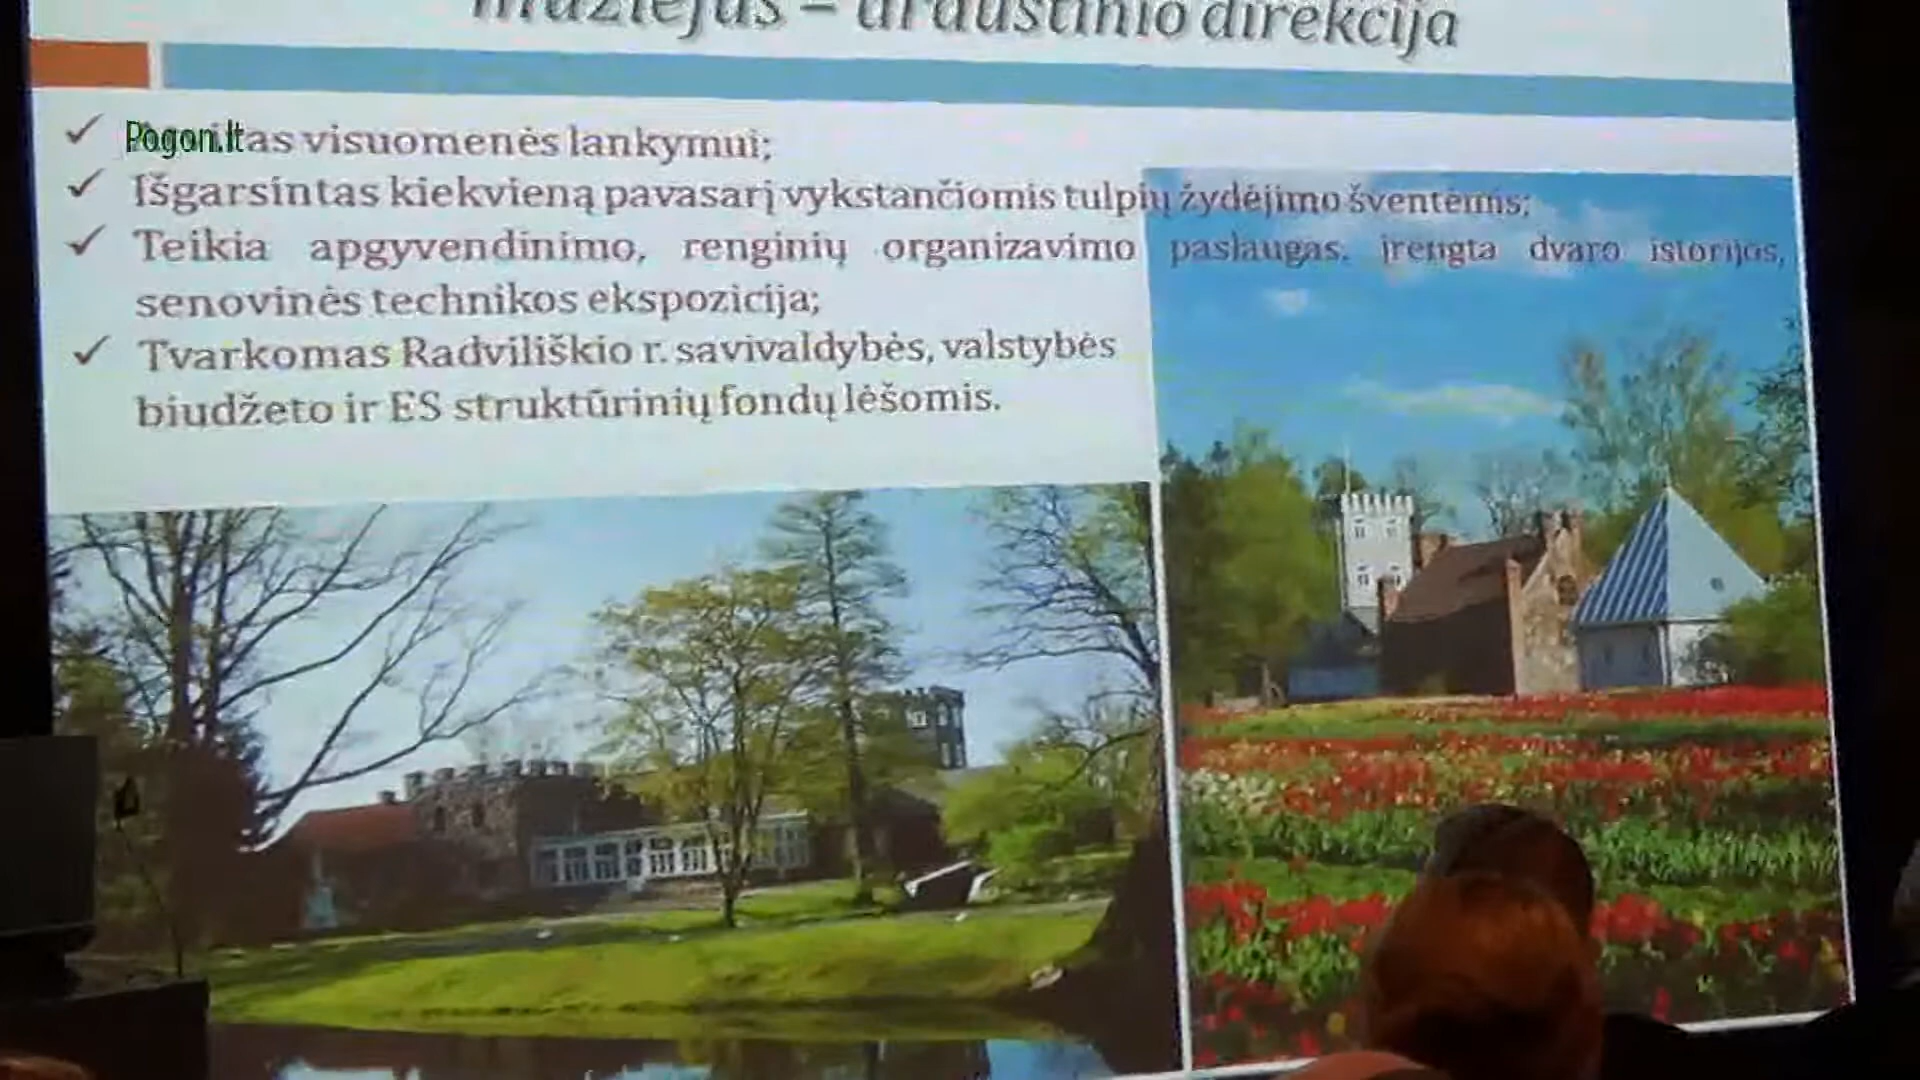 muziejus – draustinio direkcija
Pogon.lt
visuomenės lankymui;
Išgarsintas kiekvieną pavasarį vykstančiomis tulpių žydėjimo šventėmis;
Teikia apgyvendinimo, renginių organizavimo paslaugas, įrengta dvaro istorijos,
senovinės technikos ekspozicija;
Tvarkomas Radviliškio r. savivaldybės, valstybės
biudžeto ir ES struktūrinių fondų lėšomis.